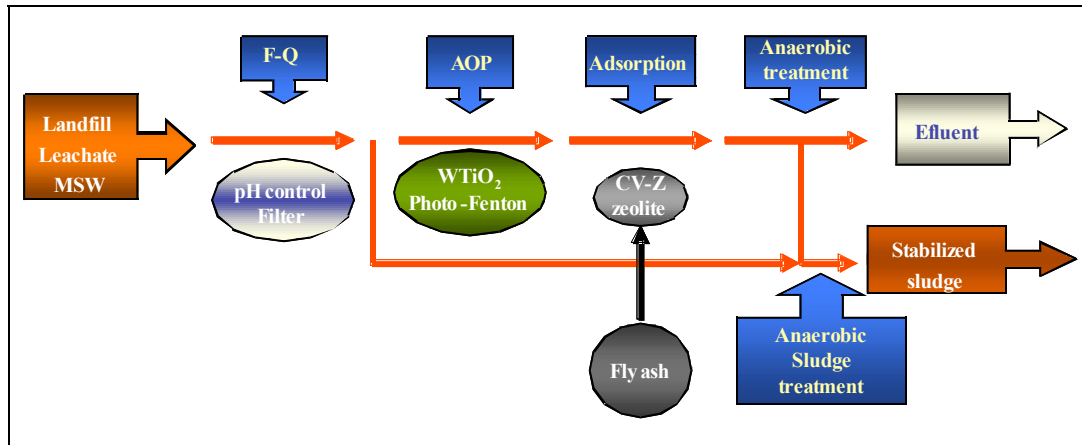 F-Q
AOP
Adsorption
Anaerobic
treatment
Landfill
Leachate
MSW
Efluent
pH control
Filter
WTiO₂
Photo -Fenton
CV-Z
zeolite
Stabilized
sludge
Fly ash
Anaerobic
Sludge
treatment